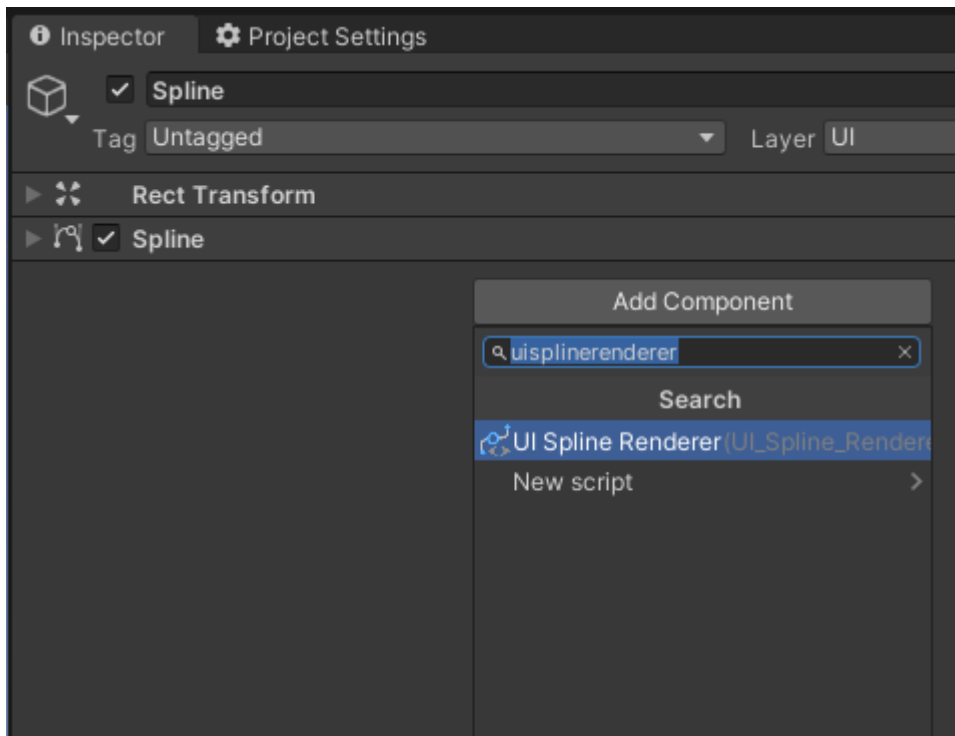 Inspector Project Settings
Spline
Tag Untagged Layer UI
Rect Transform
Spline
Add Component
uisplinerenderer
Search
UI Spline Renderer (UI_Spline_Rendere
New script